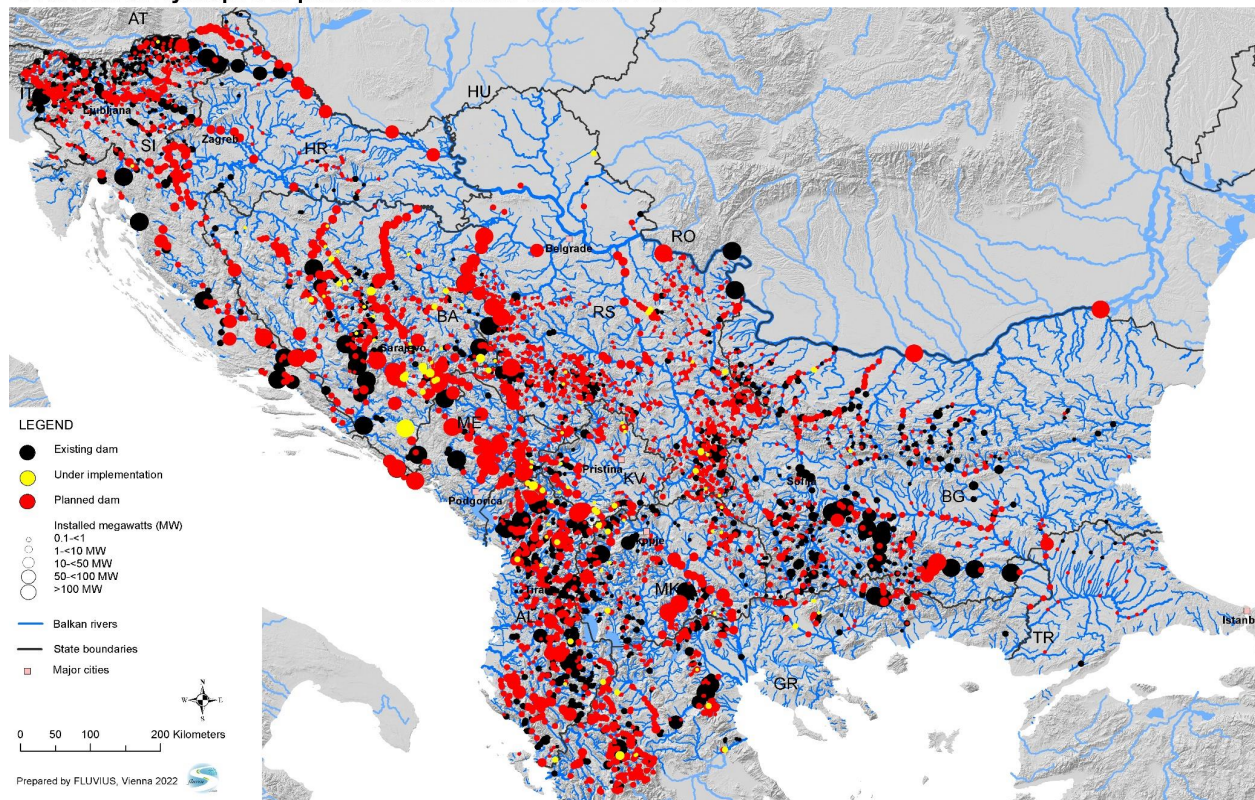 AT
HU
IT
Ljubljana
SI
Zagreb
HR
RO
Belgrade
BA
RS
Sarajevo
LEGEND
Existing dam
Under implementation
Planned dam
Installed megawatts (MW)
0.1-<1
1-<10 MW
10-<50 MW
50-<100 MW
>100 MW
Balkan rivers
State boundaries
Major cities
ME
Pristina
KV
Podgorica
Sofia
BG
MK
AL
TR
GR
Istanb
N
W
E
S
0
50
100
200 Kilometers
Prepared by FLUVIUS, Vienna 2022